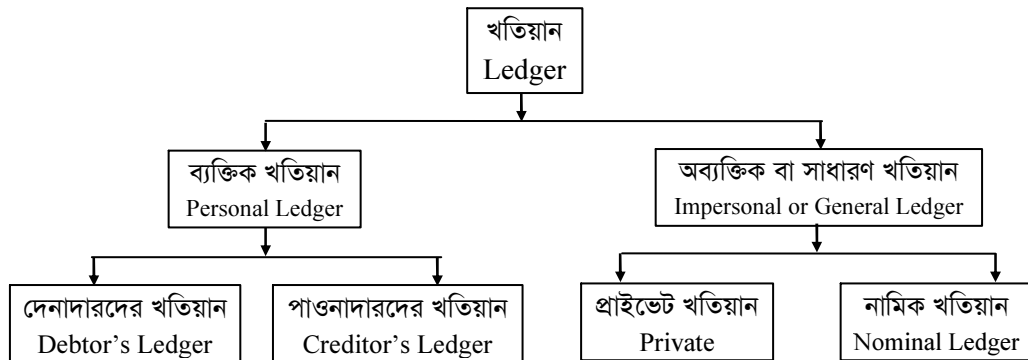 খতিয়ান
Ledger
ব্যক্তিক খতিয়ান
Personal Ledger
অব্যক্তিক বা সাধারণ খতিয়ান
Impersonal or General Ledger
দেনাদারদের খতিয়ান
Debtor’s Ledger
পাওনাদারদের খতিয়ান
Creditor’s Ledger
প্রাইভেট খতিয়ান
Private
নামিক খতিয়ান
Nominal Ledger